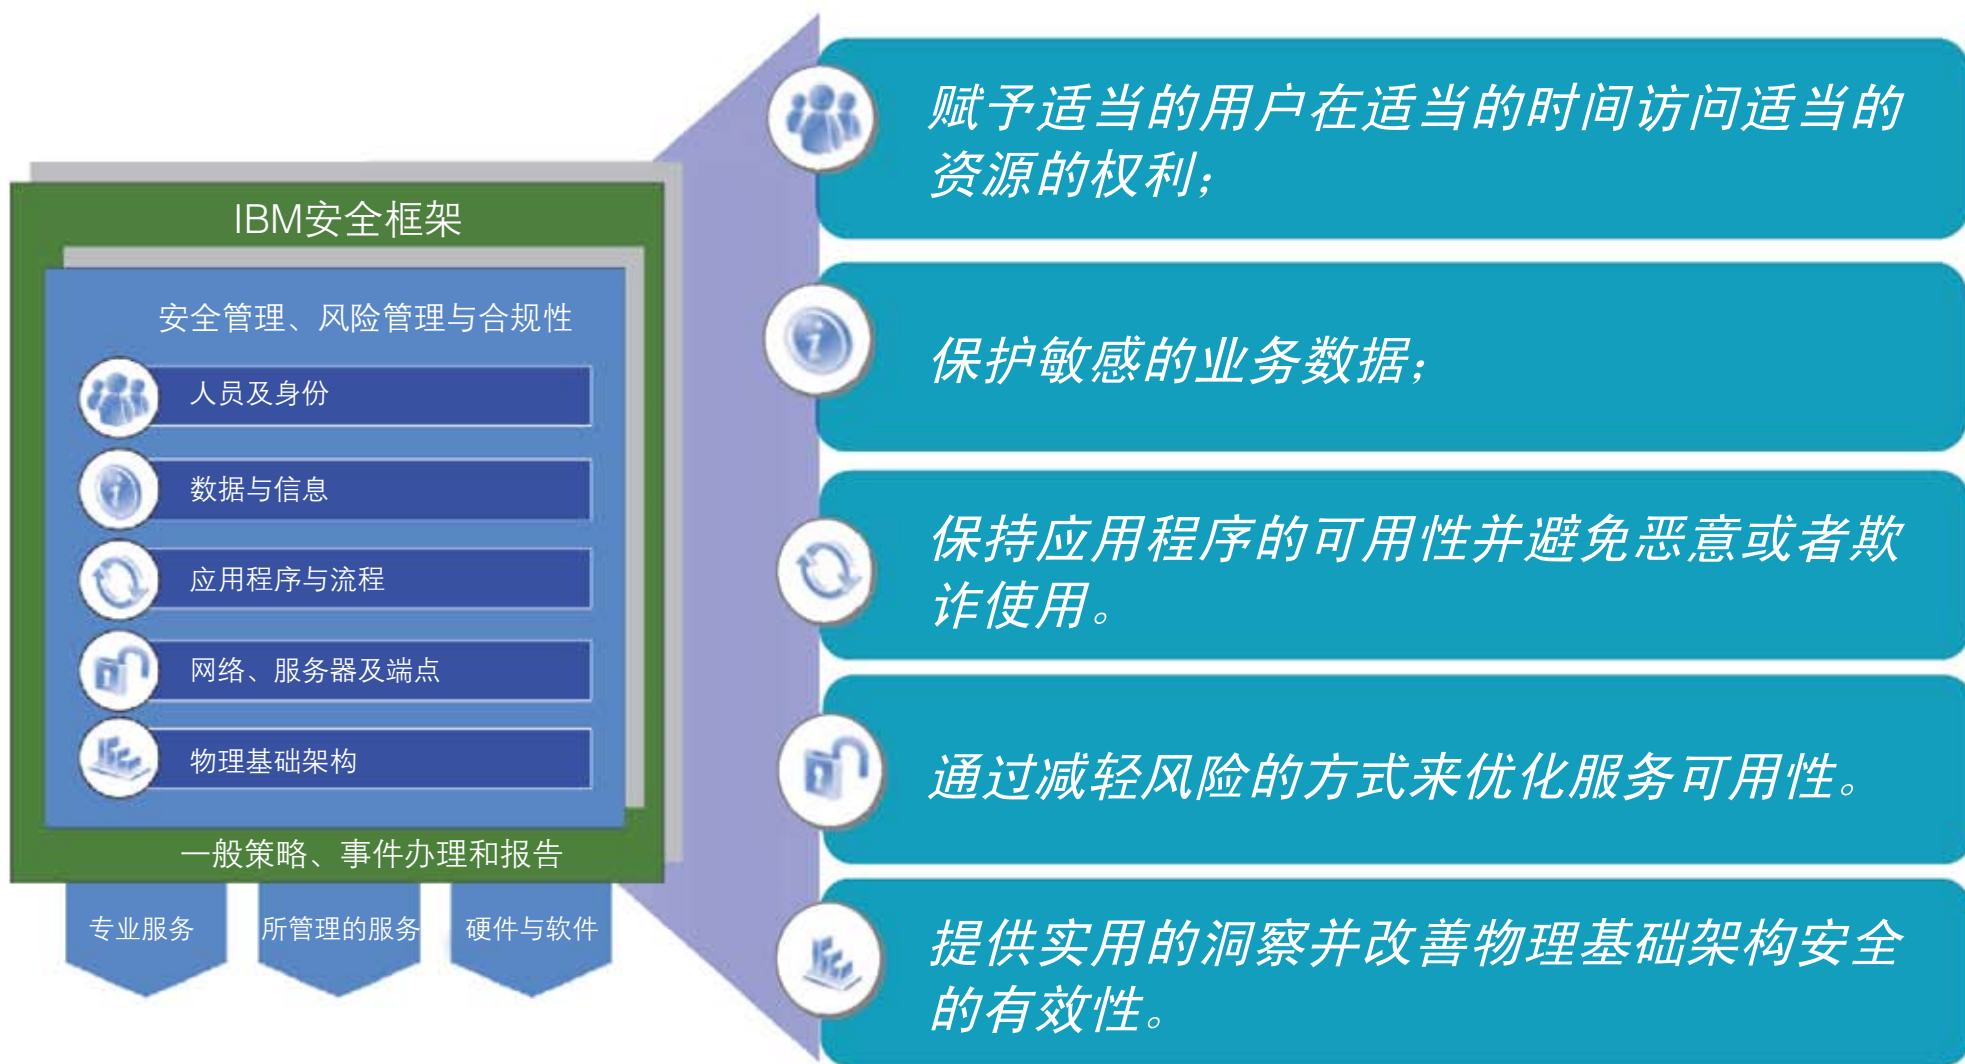 IBM安全框架
安全管理、风险管理与合规性
人员及身份
数据与信息
应用程序与流程
网络、服务器及端点
物理基础架构
一般策略、事件办理和报告
专业服务
所管理的服务
硬件与软件
赋予适当的用户在适当的时间访问适当的
资源的权利；
保护敏感的业务数据；
保持应用程序的可用性并避免恶意或者欺
诈使用。
通过减轻风险的方式来优化服务可用性。
提供实用的洞察并改善物理基础架构安全
的有效性。